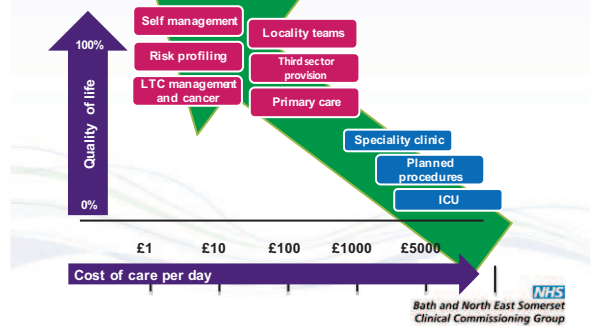 Self management
Locality teams
100%
Risk profiling
Third sector
provision
LTC management
and cancer
Primary care
Quality of life
Speciality clinic
Planned
procedures
ICU
0%
£1 £10 £100 £1000 £5000
Cost of care per day
NHS
Bath and North East Somerset
Clinical Commissioning Group